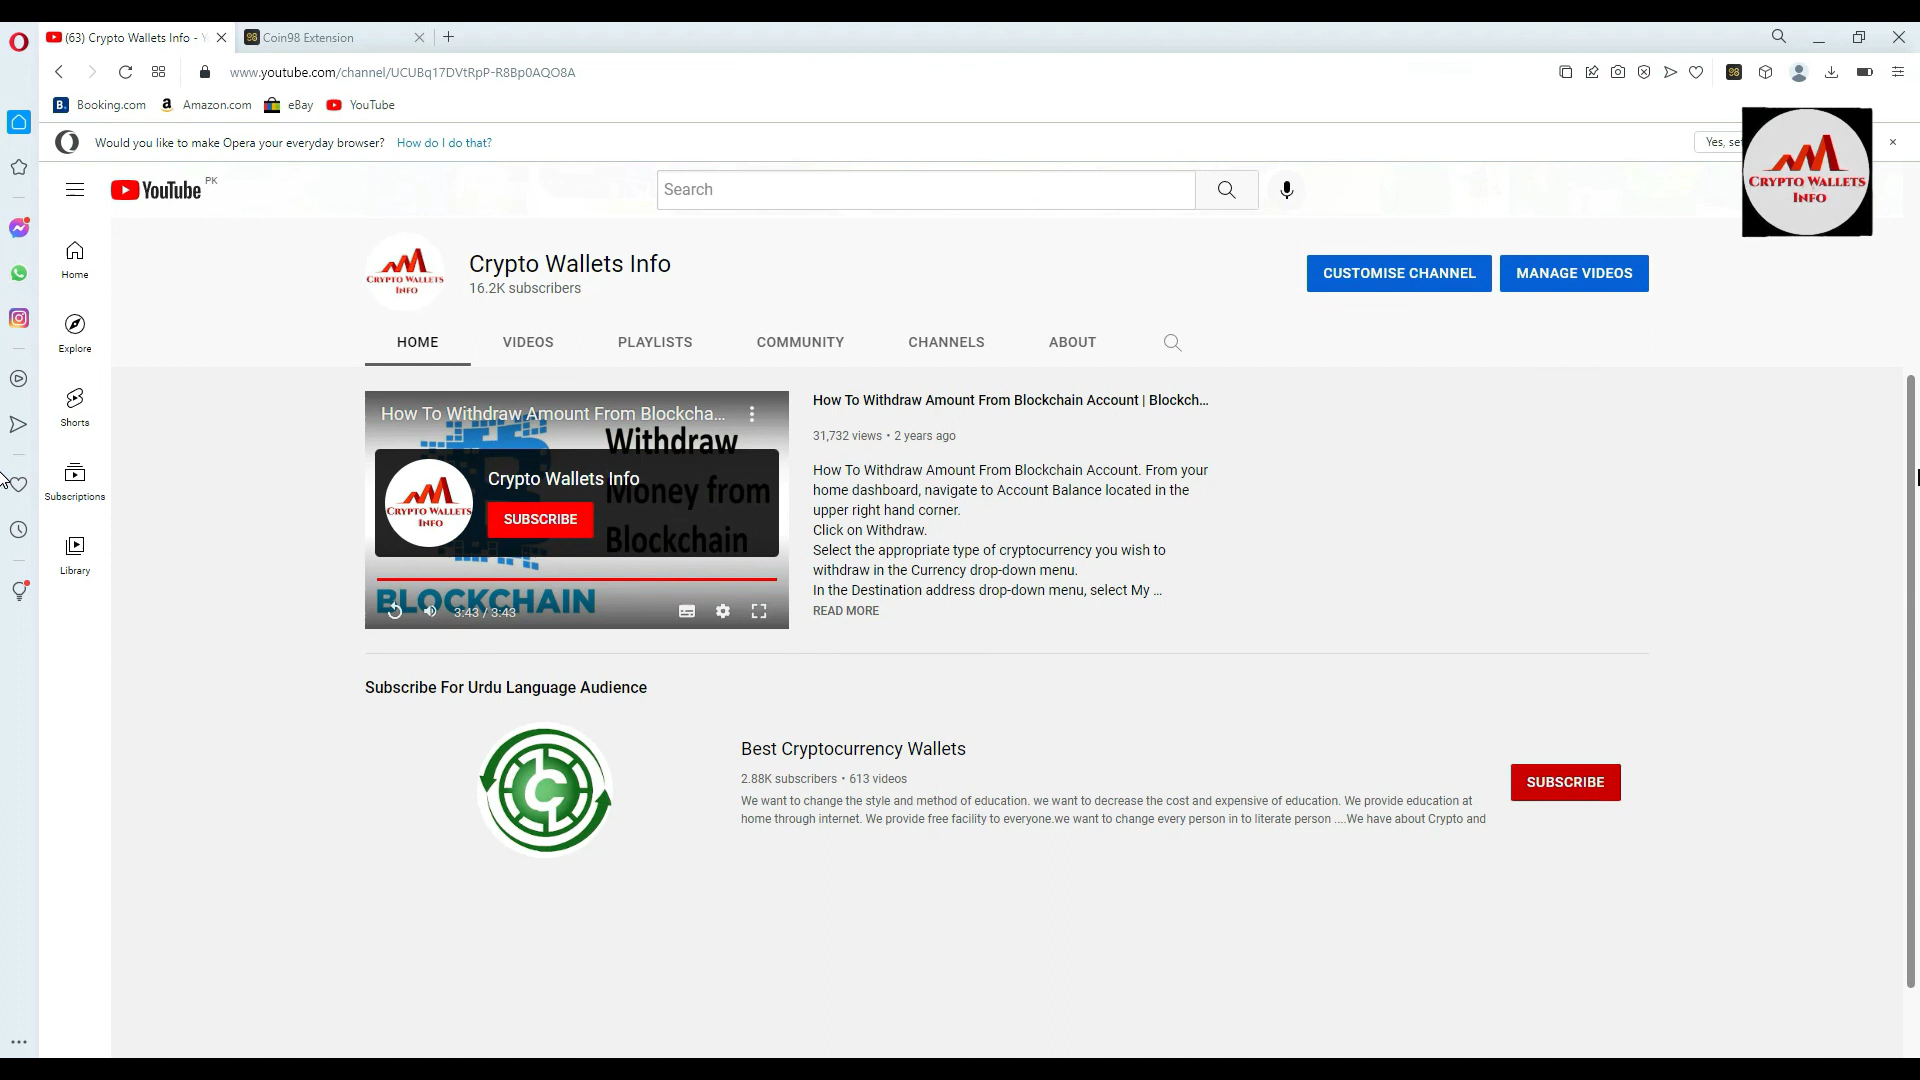 (63) Crypto Wallets Info -
98 Coin98 Extension
www.youtube.com/channel/UCUBq17DVtRpP-R8Bp0AQO8A
98
B. Booking.com a Amazon.com eBay YouTube
Would you like to make Opera your everyday browser? How do I do that?
Yes, set
CRYPTO WALLETS
INFO
YouTube PK
Search
Home
Explore
Shorts
Subscriptions
Library
CRYPTO WALLETS
INFO
Crypto Wallets Info
16.2K subscribers
CUSTOMISE CHANNEL
MANAGE VIDEOS
HOME VIDEOS PLAYLISTS COMMUNITY CHANNELS ABOUT
How To Withdraw Amount From Blockcha...
Withdraw
Money from
Blockchain
BLOCKCHAIN
CRYPTO WALLETS
INFO
Crypto Wallets Info
SUBSCRIBE
3:43 / 3:43
How To Withdraw Amount From Blockchain Account | Blockch...
31,732 views • 2 years ago
How To Withdraw Amount From Blockchain Account. From your
home dashboard, navigate to Account Balance located in the
upper right hand corner.
Click on Withdraw.
Select the appropriate type of cryptocurrency you wish to
withdraw in the Currency drop-down menu.
In the Destination address drop-down menu, select My ...
READ MORE
Subscribe For Urdu Language Audience
C
Best Cryptocurrency Wallets
2.88K subscribers • 613 videos
We want to change the style and method of education. we want to decrease the cost and expensive of education. We provide education at
home through internet. We provide free facility to everyone.we want to change every person in to literate person ....We have about Crypto and
SUBSCRIBE